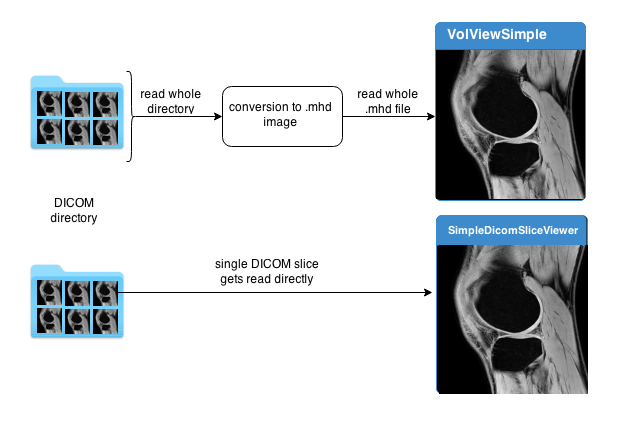 VolViewSimple
read whole
directory
conversion to .mhd
image
read whole
.mhd file
DICOM
directory
SimpleDicomSliceViewer
single DICOM slice
gets read directly